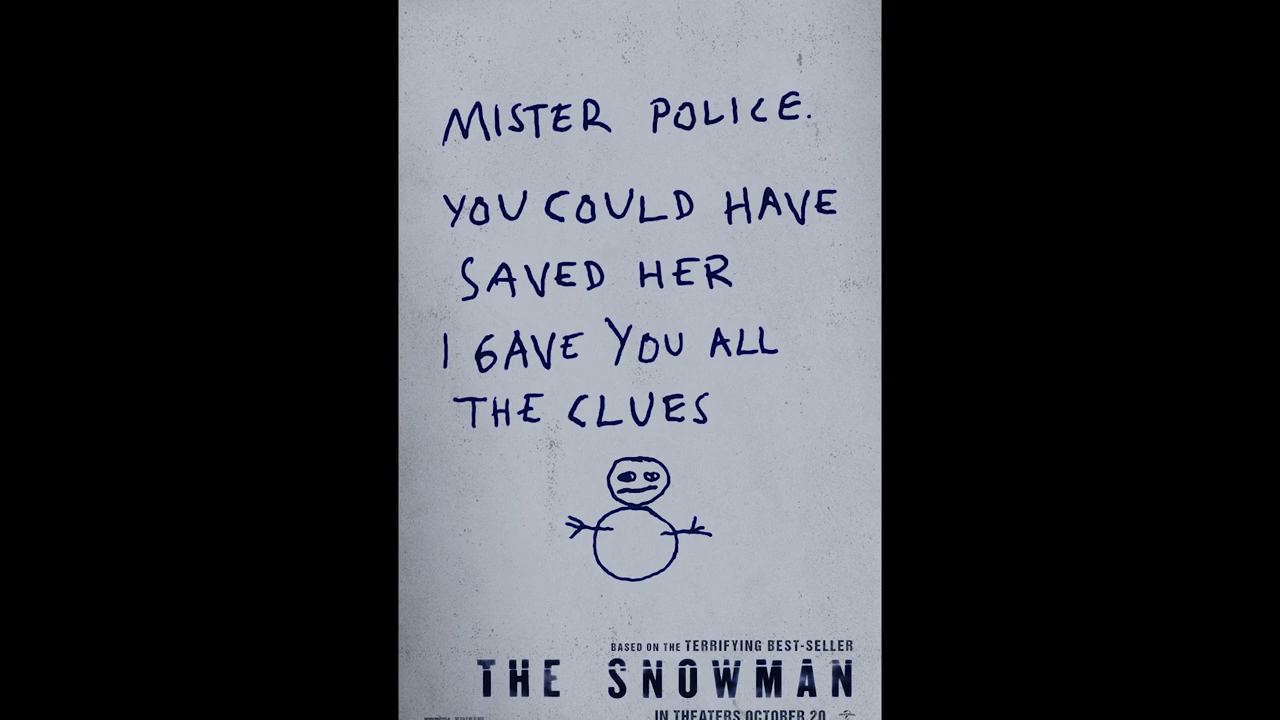 MISTER POLICE.
YOU COULD HAVE
SAVED HER
I GAVE YOU ALL
THE CLUES
BASED ON THE TERRIFYING BEST-SELLER
THE SNOWMAN
IN THEATERS OCTOBER 20